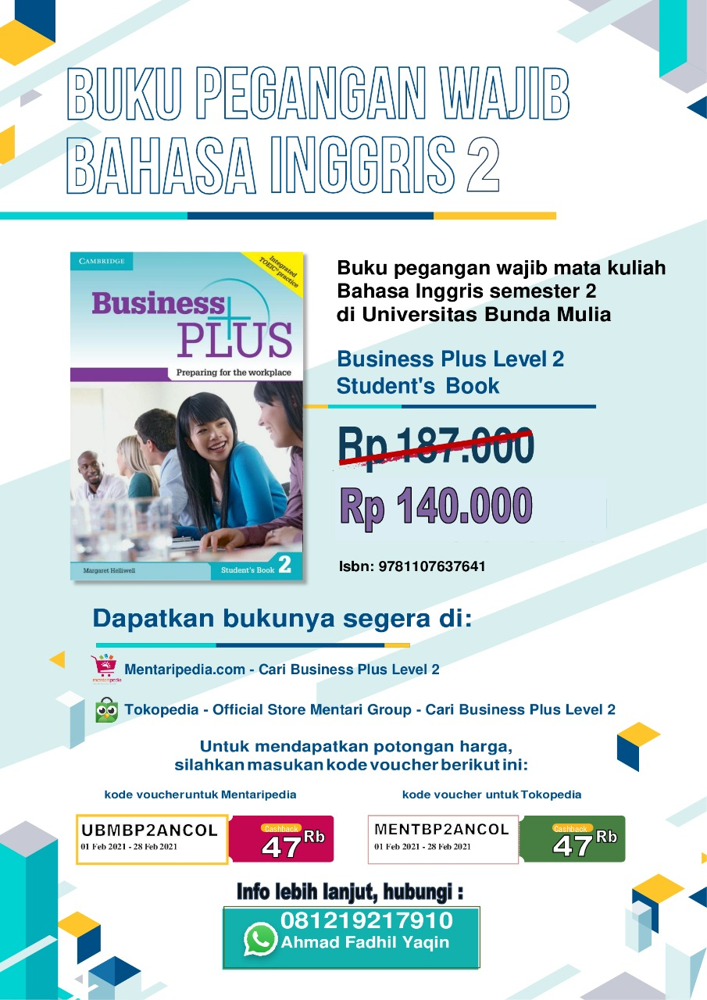 BUKU PEGANGAN WAJIB
BAHASA INGGRIS 2
CAMBRIDGE
Integrated
TOEIC® practice
Business
PLUS
Preparing for the workplace
Margaret Helliwell
Student's Book 2
Buku pegangan wajib mata kuliah
Bahasa Inggris semester 2
di Universitas Bunda Mulia
Business Plus Level 2
Student's Book
Rp 187.000
Rp 140.000
Isbn: 9781107637641
Dapatkan bukunya segera di:
mentaripedia
Mentaripedia.com - Cari Business Plus Level 2
Tokopedia - Official Store Mentari Group - Cari Business Plus Level 2
Untuk mendapatkan potongan harga,
silahkan masukan kode voucher berikut ini:
kode voucher untuk Mentaripedia
UBMBP2ANCOL
01 Feb 2021 - 28 Feb 2021
Cashback
47 Rb
kode voucher untuk Tokopedia
MENTBP2ANCOL
01 Feb 2021 - 28 Feb 2021
Cashback
47 Rb
Info lebih lanjut, hubungi :
081219217910
Ahmad Fadhil Yaqin